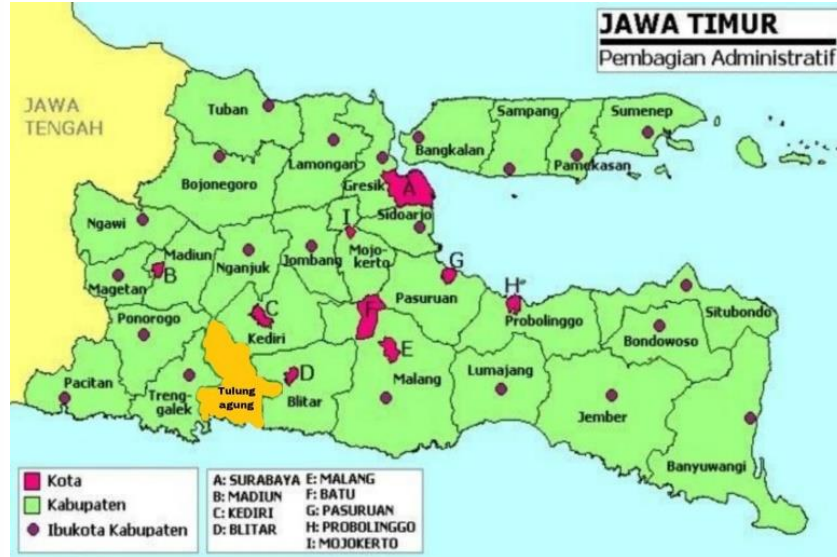 JAWA TIMUR
Pembagian Administratif
JAWA
TENGAH
Tuban
Lamongan
Bangkalan
Sampang
Sumenep
Pamekasan
Bojonegoro
Gresik
A
Ngawi
I
Sidoarjo
Madiun
B
Nganjuk
Jombang
Mojo-
kerto
G
Magetan
Pasuruan
H
Ponorogo
C
Kediri
F
Probolinggo
Situbondo
Bondowoso
E
Pacitan
Treng-
galek
Tulung
agung
D
Blitar
Malang
Lumajang
Jember
Banyuwangi
Kota
Kabupaten
Ibukota Kabupaten
A: SURABAYA E: MALANG
B: MADIUN F: BATU
C: KEDIRI G: PASURUAN
D: BLITAR H: PROBOLINGGO
I: MOJOKERTO